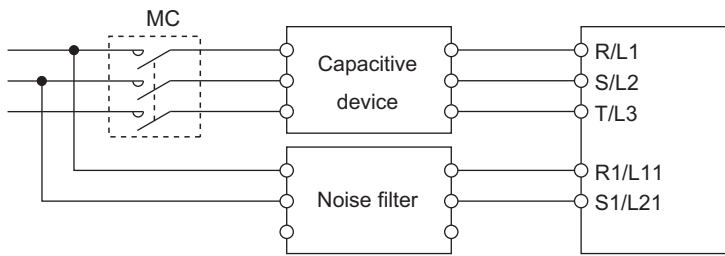 MC
Capacitive
device
R/L1
S/L2
T/L3
Noise filter
R1/L11
S1/L21